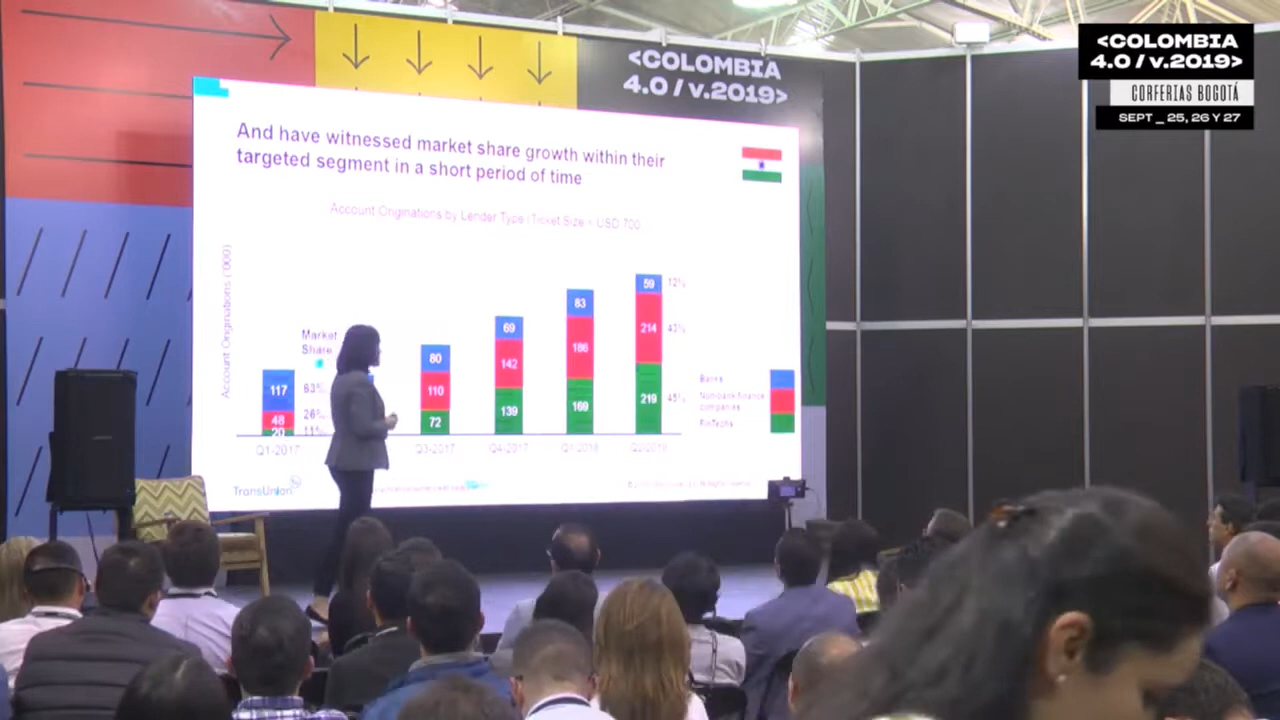 <COLOMBIA
4.0 / v.2019>
<COLOMBIA
4.0 / v.2019>
CORFERIAS BOGOTÁ
SEPT _ 25, 26 Y 27
And have witnessed market share growth within their
targeted segment in a short period of time
Account Originations by Lender Type (Ticket Size < USD 700
Account Originations ('000)
Market
Share
117
48
20
63%
26%
11%
80
110
72
69
142
139
83
186
169
59
214
219
12%
43%
45%
Banks
Non-bank finance
companies
FinTechs
Q1-2017
Q3-2017
Q4-2017
Q1-2018
Q2-2018
TransUnion